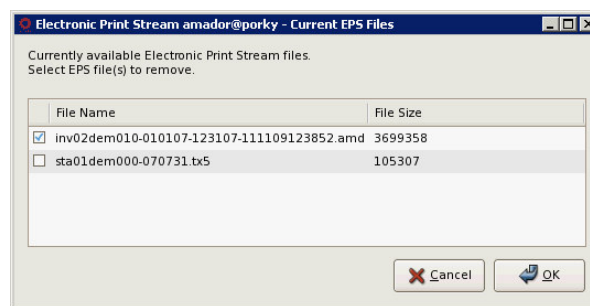 Electronic Print Stream amador@porky - Current EPS Files
Currently available Electronic Print Stream files.
Select EPS file(s) to remove.
File Name File Size
inv02dem010-010107-123107-111109123852.amd 3699358
sta01dem000-070731.tx5 105307
Cancel OK